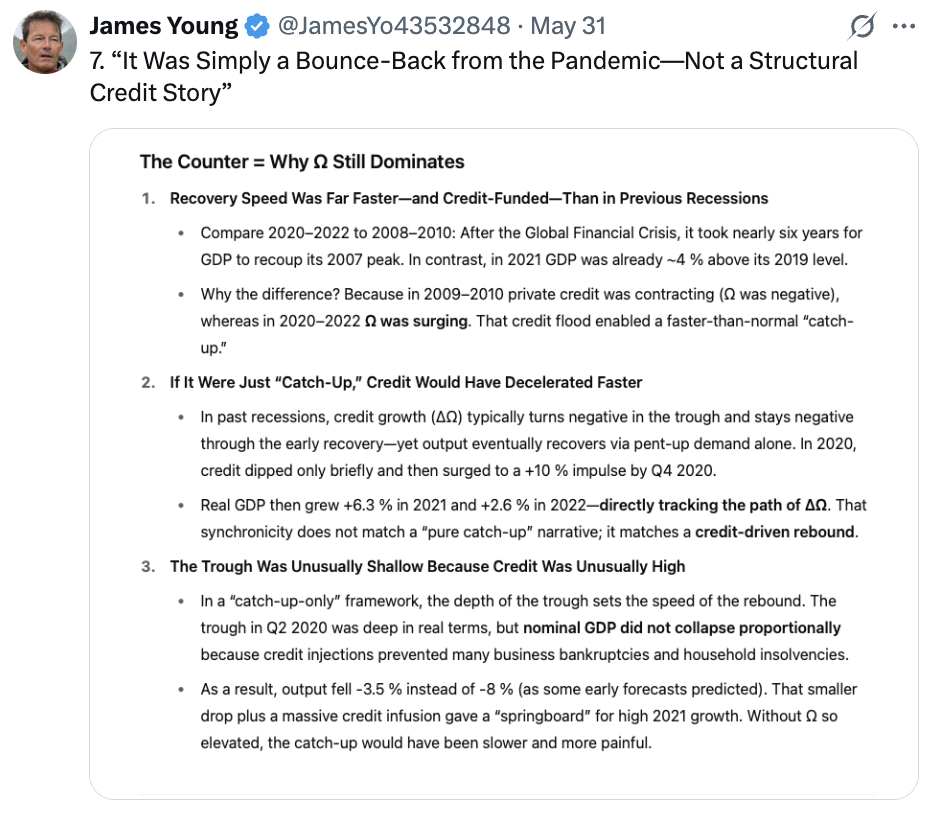 James Young @JamesYo43532848 · May 31
7. “It Was Simply a Bounce-Back from the Pandemic—Not a Structural
Credit Story”
The Counter = Why Ω Still Dominates
1. Recovery Speed Was Far Faster—and Credit-Funded—Than in Previous Recessions
• Compare 2020–2022 to 2008–2010: After the Global Financial Crisis, it took nearly six years for
GDP to recoup its 2007 peak. In contrast, in 2021 GDP was already ~4 % above its 2019 level.
• Why the difference? Because in 2009–2010 private credit was contracting (Ω was negative),
whereas in 2020–2022 Ω was surging. That credit flood enabled a faster-than-normal “catch-
up.”
2. If It Were Just “Catch-Up,” Credit Would Have Decelerated Faster
• In past recessions, credit growth (ΔΩ) typically turns negative in the trough and stays negative
through the early recovery—yet output eventually recovers via pent-up demand alone. In 2020,
credit dipped only briefly and then surged to a +10 % impulse by Q4 2020.
• Real GDP then grew +6.3 % in 2021 and +2.6 % in 2022—directly tracking the path of ΔΩ. That
synchronicity does not match a “pure catch-up” narrative; it matches a credit-driven rebound.
3. The Trough Was Unusually Shallow Because Credit Was Unusually High
• In a “catch-up-only” framework, the depth of the trough sets the speed of the rebound. The
trough in Q2 2020 was deep in real terms, but nominal GDP did not collapse proportionally
because credit injections prevented many business bankruptcies and household insolvencies.
• As a result, output fell -3.5 % instead of -8 % (as some early forecasts predicted). That smaller
drop plus a massive credit infusion gave a “springboard” for high 2021 growth. Without Ω so
elevated, the catch-up would have been slower and more painful.